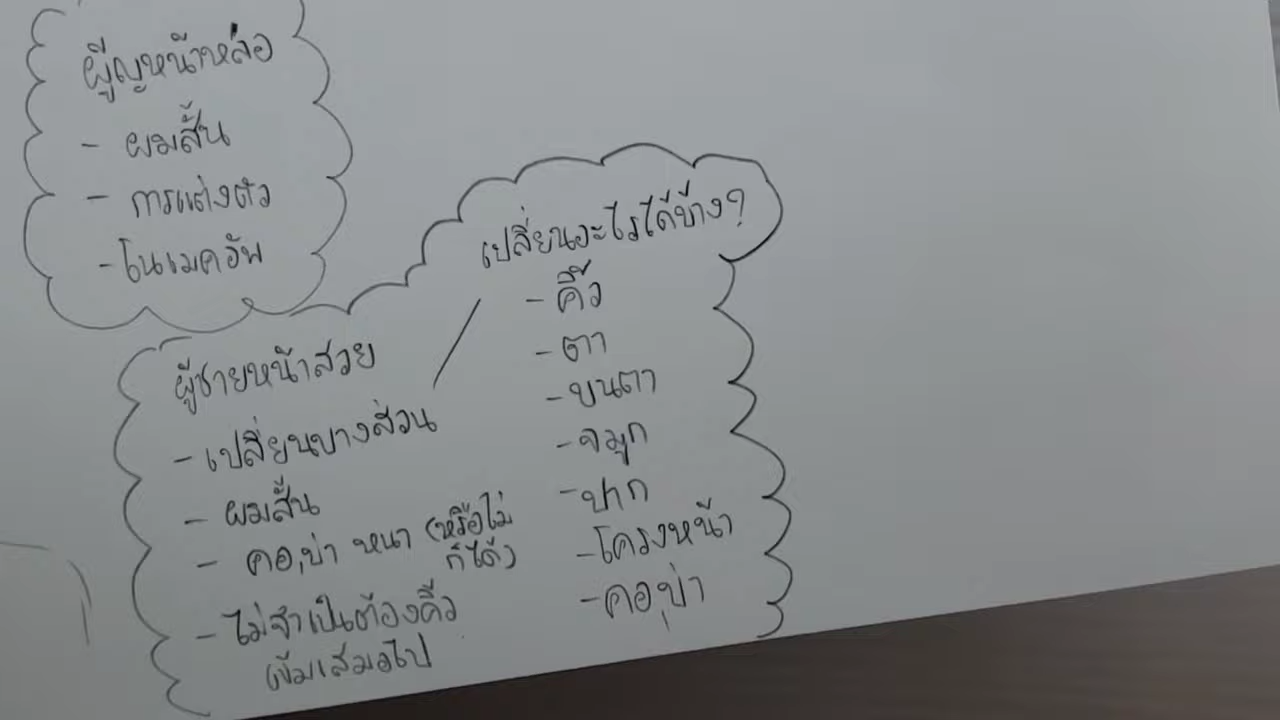 ผู้ญหน้าหล่อ
- ผมสั้น
- การแต่งตัว
- โนเมคอัพ
ผู้ชายหน้าสวย
- เปลี่ยนบางส่วน
- ผมสั้น
- คอ,บ่า หนา (หรือไม่
ก็ได้)
- ไม่จำเป็นต้องคิ้ว
เข้มเสมอไป
เปลี่ยนอะไรได้บ้าง?
- คิ้ว
- ตา
- ขนตา
- จมูก
- ปาก
- โครงหน้า
- คอ,บ่า